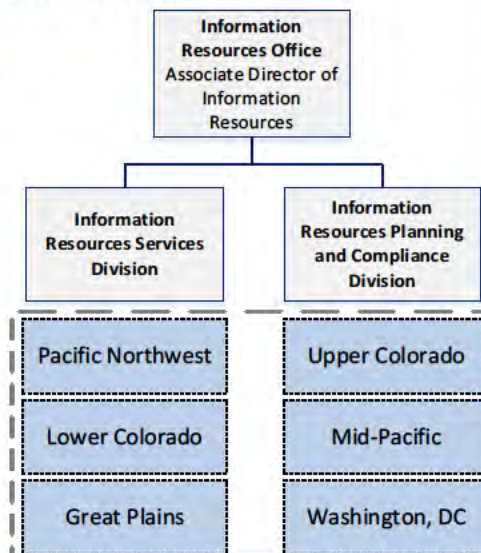 Information
Resources Office
Associate Director of
Information
Resources
Information
Resources Services
Division
Information
Resources Planning
and Compliance
Division
Pacific Northwest
Upper Colorado
Lower Colorado
Mid-Pacific
Great Plains
Washington, DC